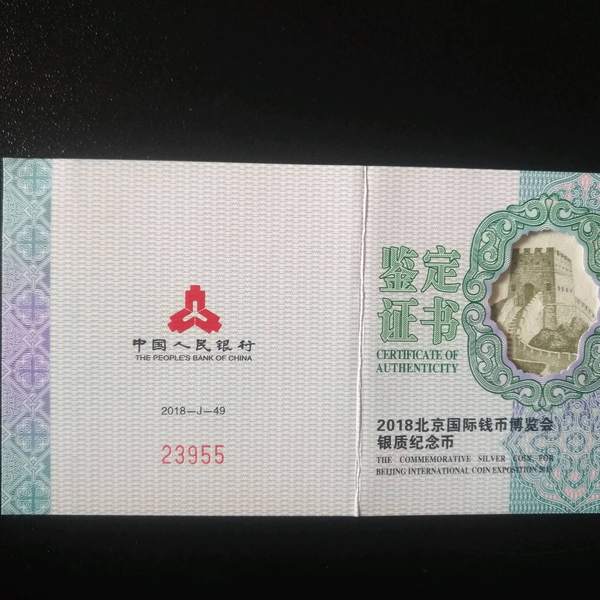 中国人民银行
THE PEOPLE'S BANK OF CHINA
2018-J-49
23955
鉴定
证书
CERTIFICATE OF
AUTHENTICITY
2018北京国际钱币博览会
银质纪念币
THE COMMEMORATIVE SILVER COIN FOR
BEIJING INTERNATIONAL COIN EXPOSITION 2018